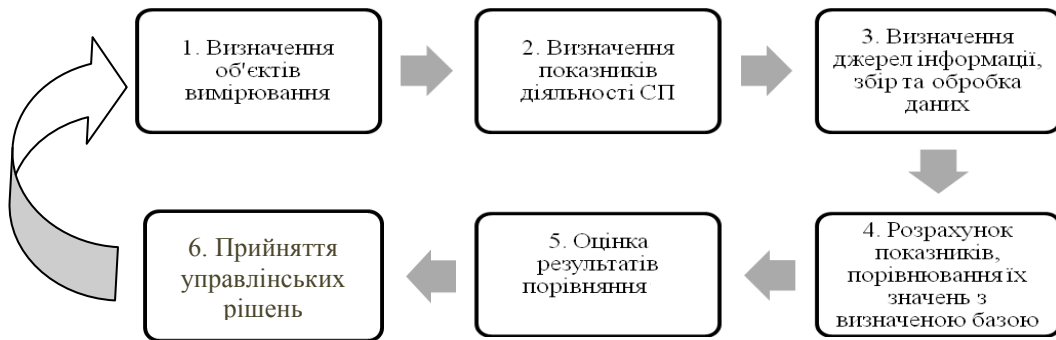 1. Визначення
об'єктів
вимірювання
2. Визначення
показників
діяльності СП
3. Визначення
джерел інформації,
збір та обробка
даних
4. Розрахунок
показників,
порівнювання їх
значень з
визначеною базою
5. Оцінка
результатів
порівняння
6. Прийняття
управлінських
рішень